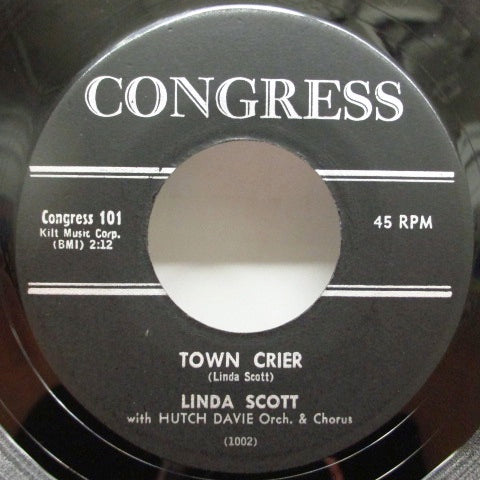 CONGRESS
Congress 101
Kilt Music Corp.
(BMI) 2:12
45 RPM
TOWN CRIER
(Linda Scott)
LINDA SCOTT
with HUTCH DAVIE Orch. & Chorus
(1002)